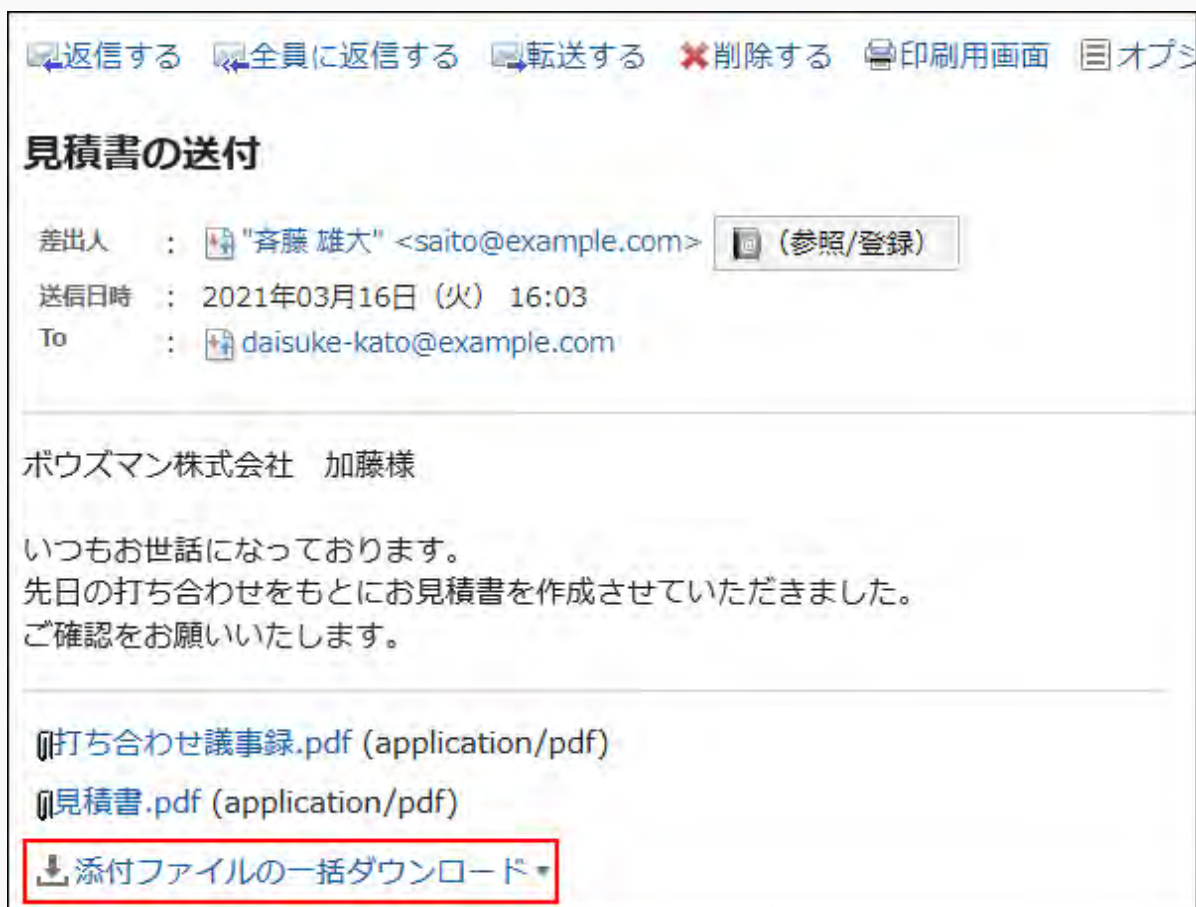 返信する 全員に返信する 転送する 削除する 印刷用画面 オプシ
見積書の送付
差出人 : "斉藤 雄大" <saito@example.com> (参照/登録)
送信日時 : 2021年03月16日(火) 16:03
To : daisuke-kato@example.com
ボウズマン株式会社 加藤様
いつもお世話になっております。
先日の打ち合わせをもとにお見積書を作成させていただきました。
ご確認をお願いいたします。
打ち合わせ議事録.pdf (application/pdf)
見積書.pdf (application/pdf)
添付ファイルの一括ダウンロード